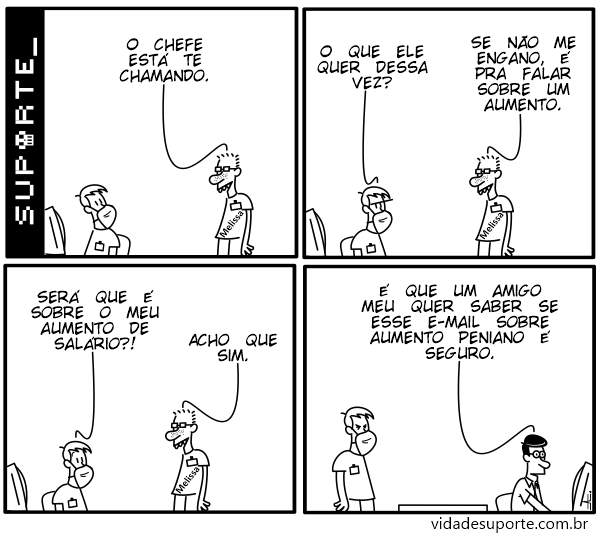 SUPORTE_
O CHEFE
ESTÁ TE
CHAMANDO.
Melissa
O QUE ELE
QUER DESSA
VEZ?
SE NÃO ME
ENGANO, É
PRA FALAR
SOBRE UM
AUMENTO.
Melissa
SERÁ QUE É
SOBRE O MEU
AUMENTO DE
SALÁRIO?!
ACHO QUE
SIM.
Melissa
É QUE UM AMIGO
MEU QUER SABER SE
ESSE E-MAIL SOBRE
AUMENTO PENIANO É
SEGURO.
vidadesuporte.com.br